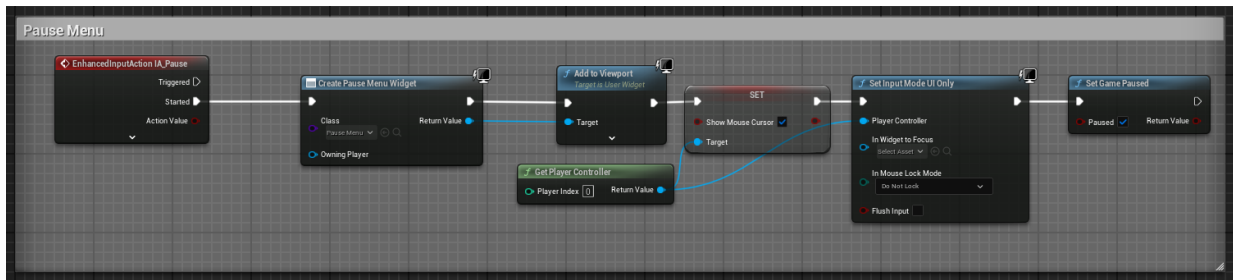 Pause Menu
EnhancedInputAction IA_Pause
Triggered
Started
Action Value
Create Pause Menu Widget
Class
Pause Menu
Return Value
Owning Player
Add to Viewport
Target is User Widget
Target
SET
Show Mouse Cursor
Target
Get Player Controller
Player Index 0
Return Value
Set Input Mode UI Only
Player Controller
In Widget to Focus
Select Asset
In Mouse Lock Mode
Do Not Lock
Flush Input
Set Game Paused
Paused
Return Value